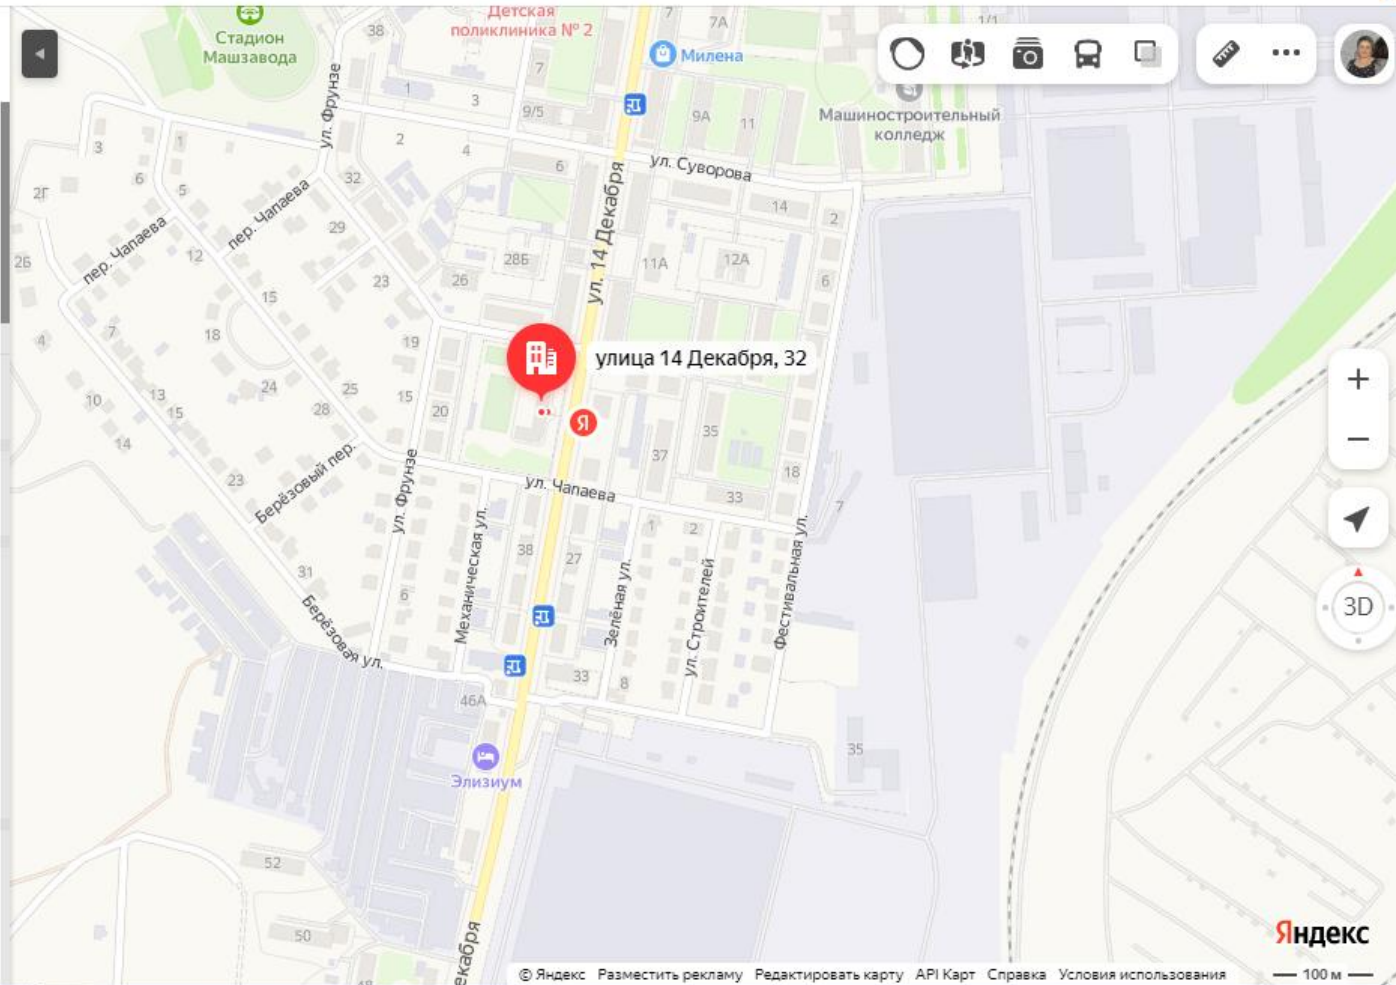 Детская
поликлиника № 2
Стадион
Машзавода
38
7
7А
1/1
Милена
1
3
9/5
7
9А
11
Машиностроительный
колледж
ул. Фрунзе
2
4
6
ул. Суворова
3
1
6
5
2Г
32
пер. Чапаева
пер. Чапаева
29
14
2
ул. 14 Декабря
2Б
12
28Б
26
23
11А
12А
6
15
4
7
18
19
улица 14 Декабря, 32
Я
10
13
15
24
25
28
15
20
14
35
37
18
33
23
Берёзовый пер.
ул. Фрунзе
ул. Чапаева
7
1
2
Механическая ул.
38
27
Зелёная ул.
ул. Строителей
Фестивальная ул.
31
6
Берёзовая ул.
33
8
46А
35
Элизиум
52
50
48
екабря
3D
Яндекс
© Яндекс Разместить рекламу Редактировать карту API Карт Справка Условия использования
100 м